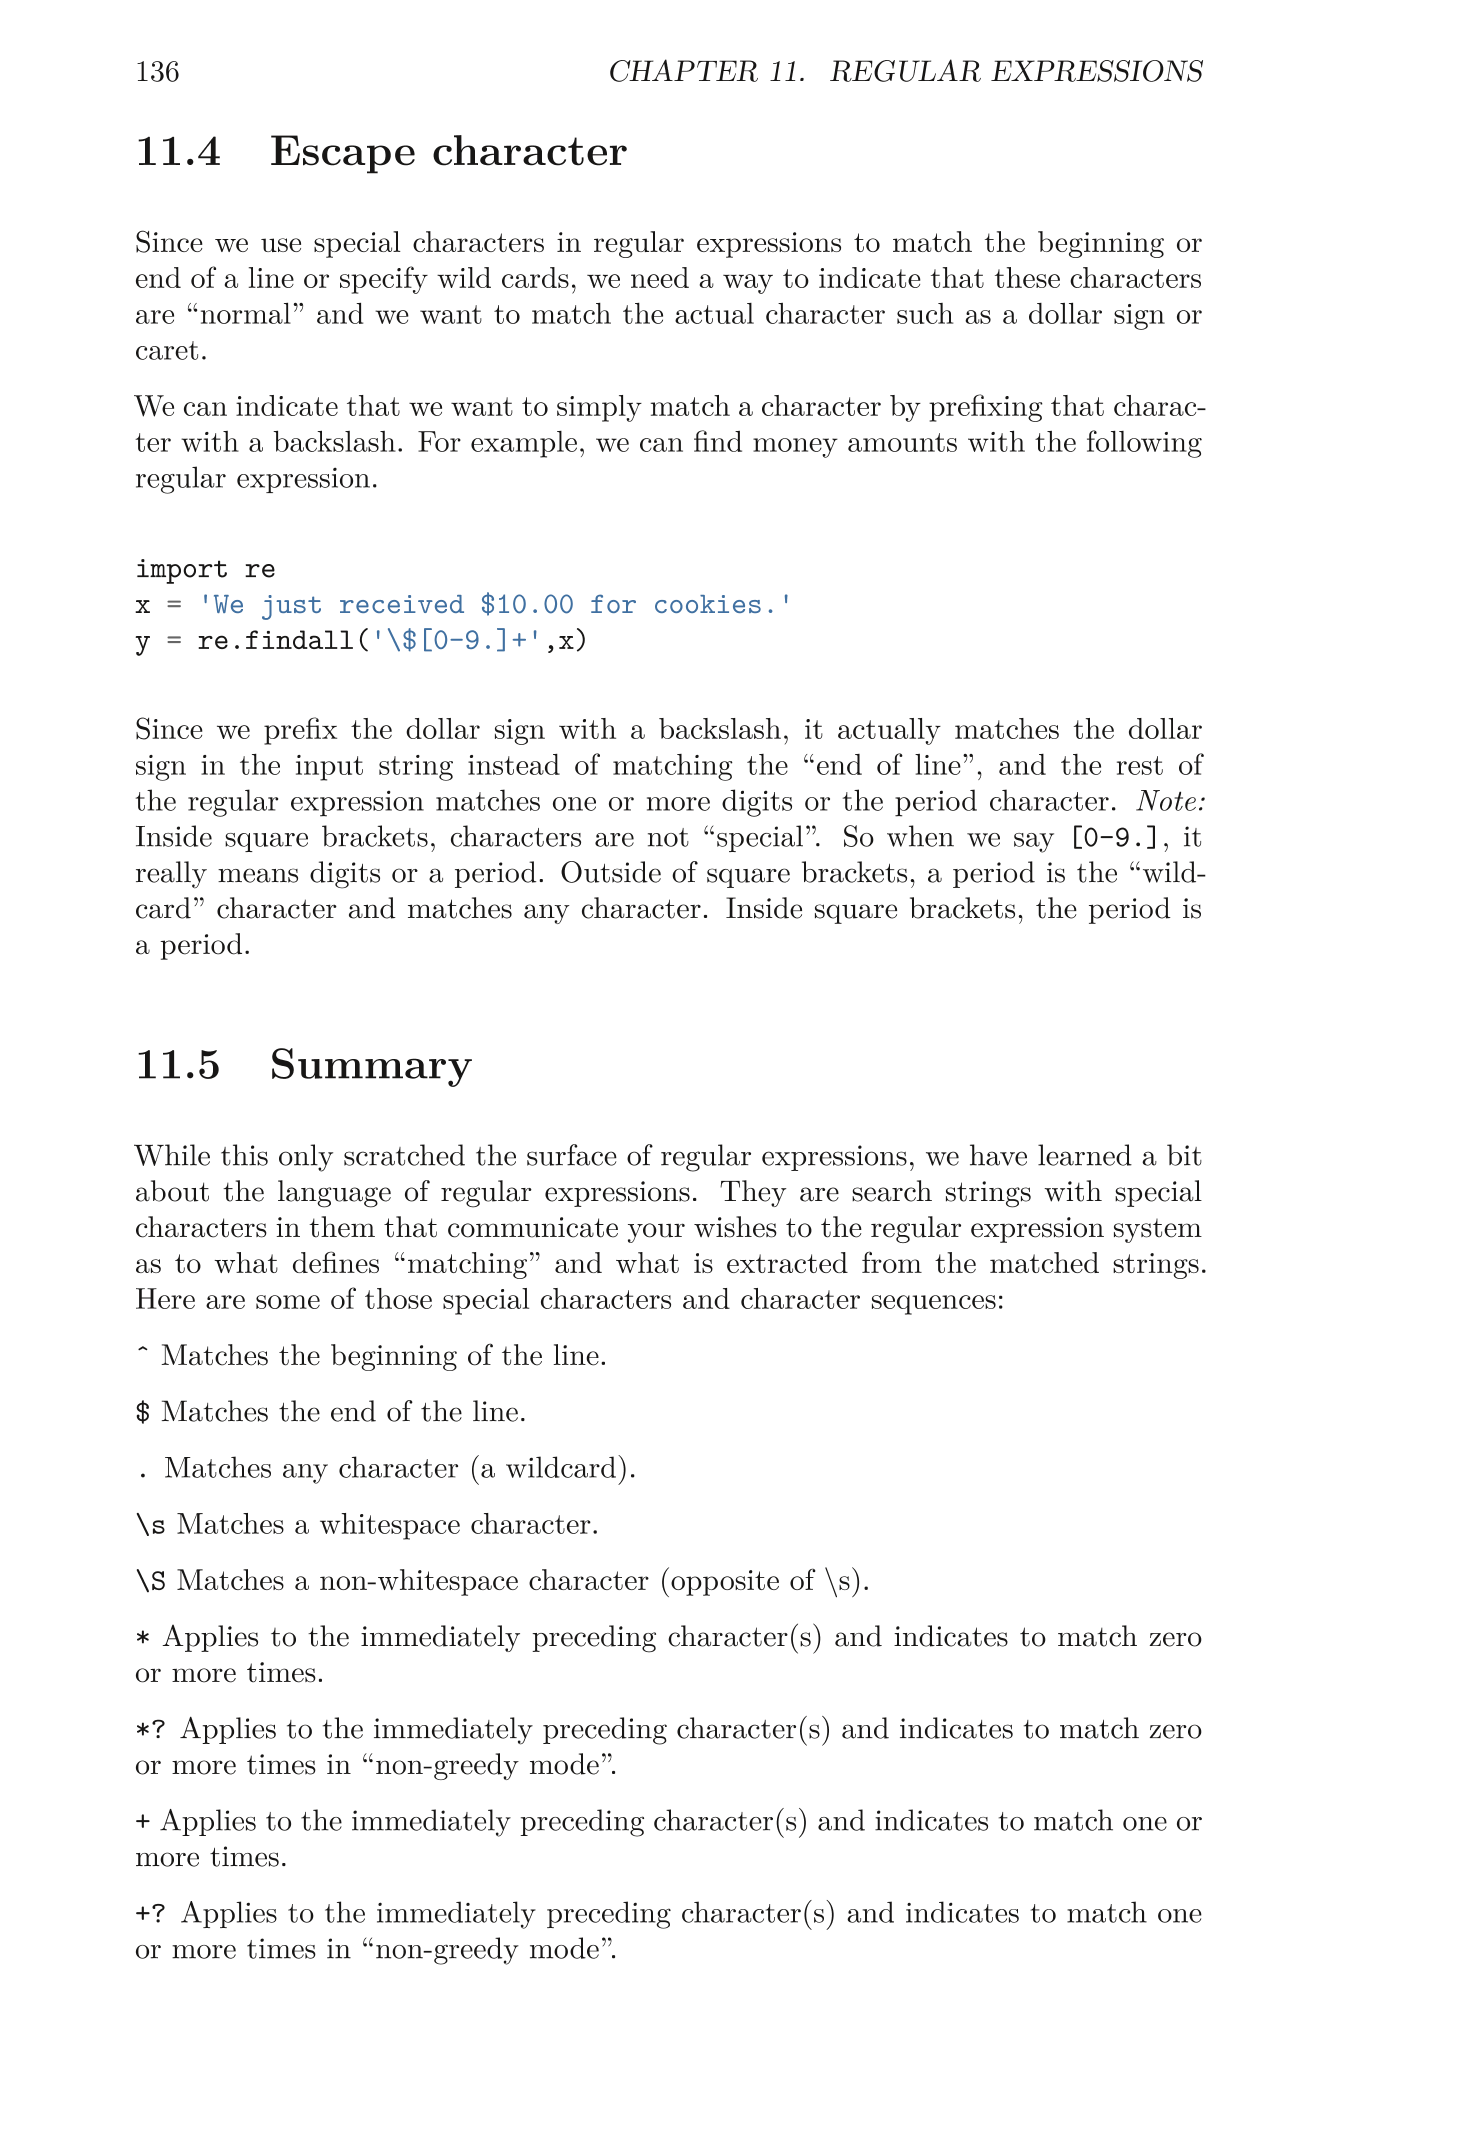 136 CHAPTER 11. REGULAR EXPRESSIONS
11.4 Escape character
Since we use special characters in regular expressions to match the beginning or
end of a line or specify wild cards, we need a way to indicate that these characters
are “normal” and we want to match the actual character such as a dollar sign or
caret.
We can indicate that we want to simply match a character by prefixing that charac-
ter with a backslash. For example, we can find money amounts with the following
regular expression.
import re
x = 'We just received $10.00 for cookies.'
y = re.findall('\$[0-9.]+',x)
Since we prefix the dollar sign with a backslash, it actually matches the dollar
sign in the input string instead of matching the “end of line”, and the rest of
the regular expression matches one or more digits or the period character. Note:
Inside square brackets, characters are not “special”. So when we say [0-9.], it
really means digits or a period. Outside of square brackets, a period is the “wild-
card” character and matches any character. Inside square brackets, the period is
a period.
11.5 Summary
While this only scratched the surface of regular expressions, we have learned a bit
about the language of regular expressions. They are search strings with special
characters in them that communicate your wishes to the regular expression system
as to what defines “matching” and what is extracted from the matched strings.
Here are some of those special characters and character sequences:
^ Matches the beginning of the line.
$ Matches the end of the line.
. Matches any character (a wildcard).
\s Matches a whitespace character.
\S Matches a non-whitespace character (opposite of \s).
* Applies to the immediately preceding character(s) and indicates to match zero
or more times.
*? Applies to the immediately preceding character(s) and indicates to match zero
or more times in “non-greedy mode”.
+ Applies to the immediately preceding character(s) and indicates to match one or
more times.
+? Applies to the immediately preceding character(s) and indicates to match one
or more times in “non-greedy mode”.